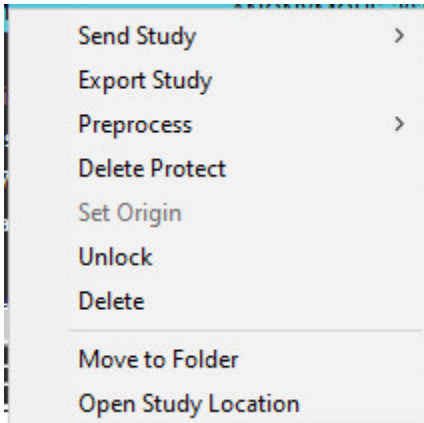 Send Study
Export Study
Preprocess
Delete Protect
Set Origin
Unlock
Delete
Move to Folder
Open Study Location